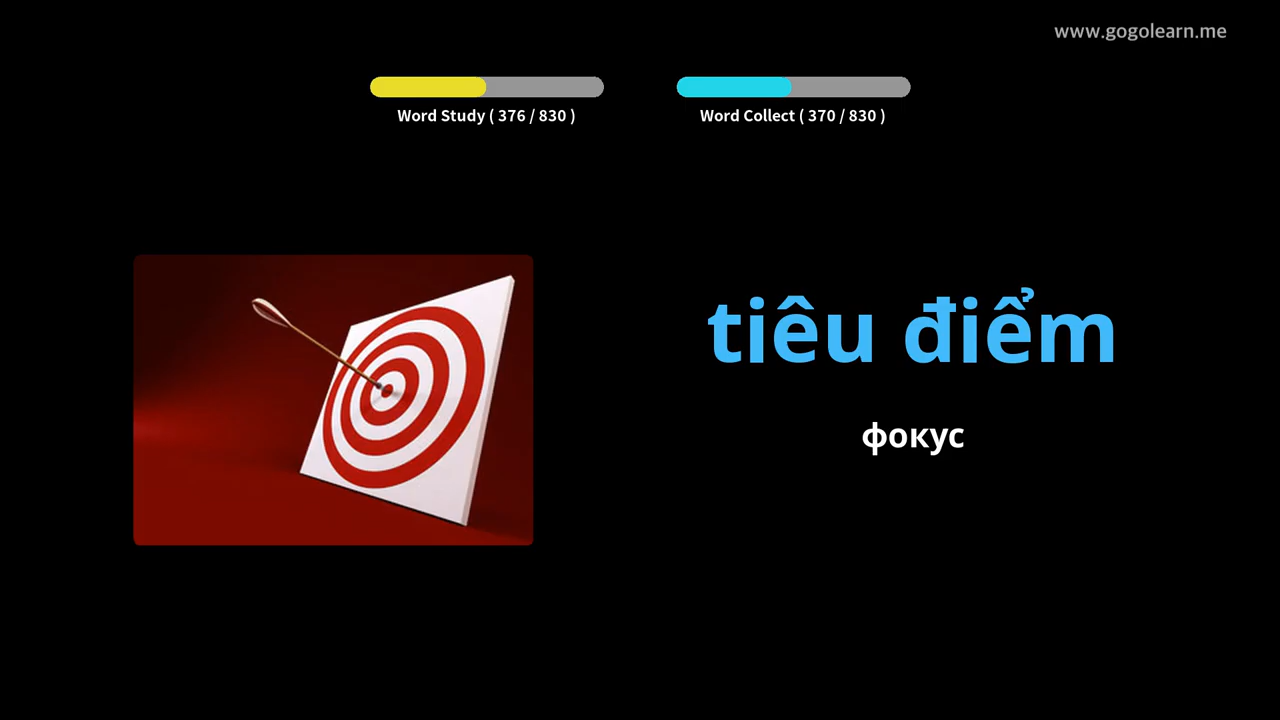 www.gogolearn.me
Word Study ( 376 / 830 )
Word Collect ( 370 / 830 )
tiêu điểm
фокус